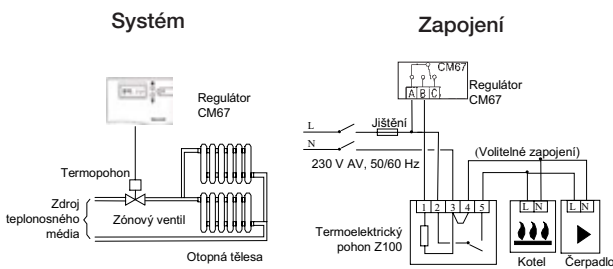 Systém
Regulátor
CM67
Termopohon
Zdroj
teplonosného
média
Zónový ventil
Otopná tělesa
Zapojení
CM67
A B C
Regulátor
CM67
L
Jištění
N
230 V AV, 50/60 Hz
(Volitelné zapojení)
1 2 3 4 5
L N
L N
Termoelektrický
pohon Z100
Kotel
Čerpadlo